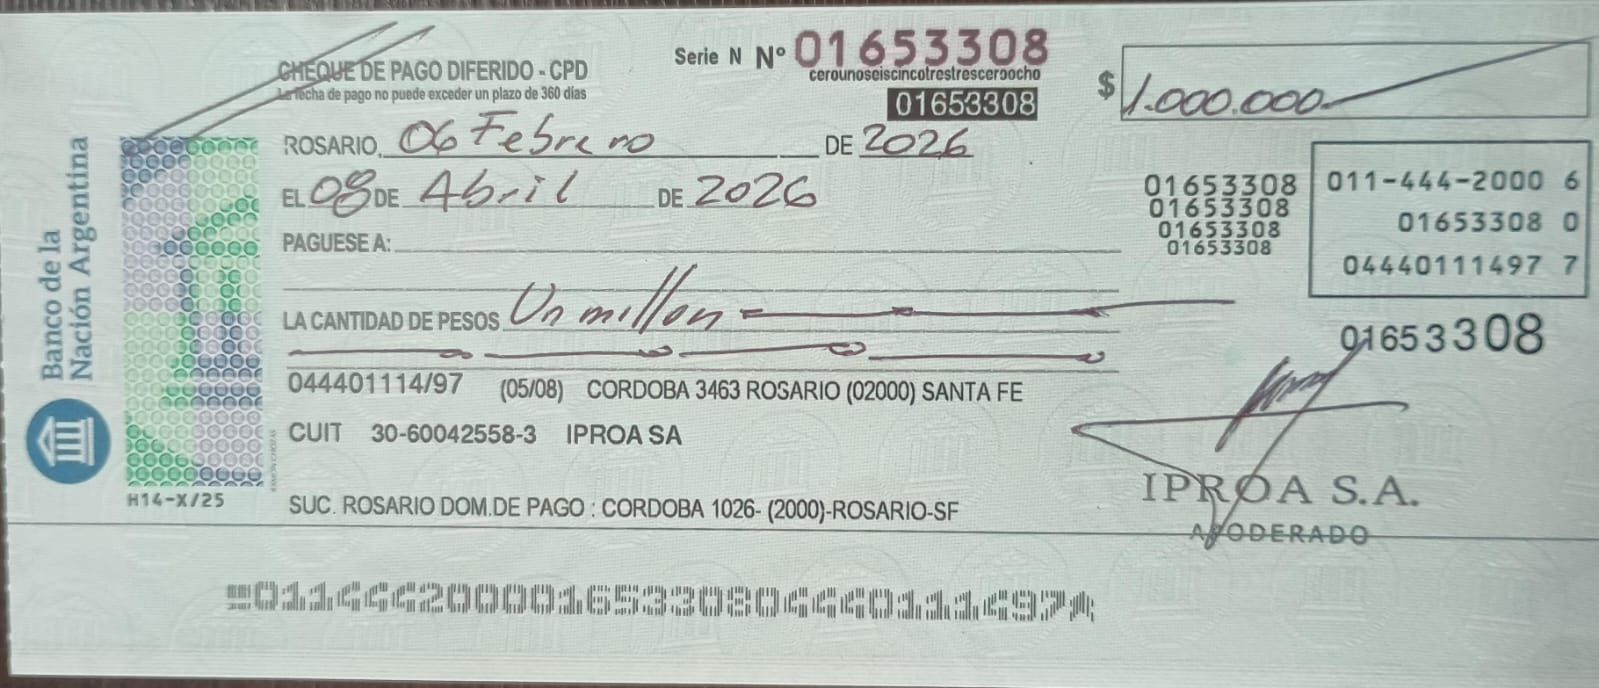 CHEQUE DE PAGO DIFERIDO - CPD
La fecha de pago no puede exceder un plazo de 360 días
Serie N Nº 01653308
cerounoseiscincotrestresceroocho
01653308
$ 1.000.000
ROSARIO, 06 Febrero DE 2026
EL 08 DE Abril DE 2026
PAGUESE A:
LA CANTIDAD DE PESOS Un millon
01653308
01653308
01653308
01653308
011-444-2000 6
01653308 0
04440111497 7
01653308
044401114/97 (05/08) CORDOBA 3463 ROSARIO (02000) SANTA FE
CUIT 30-60042558-3 IPROA SA
SUC. ROSARIO DOM.DE PAGO : CORDOBA 1026- (2000)-ROSARIO-SF
IPROA S.A.
APODERADO
Banco de la
Nación Argentina
H14-X/25
01144420000165330804440111497